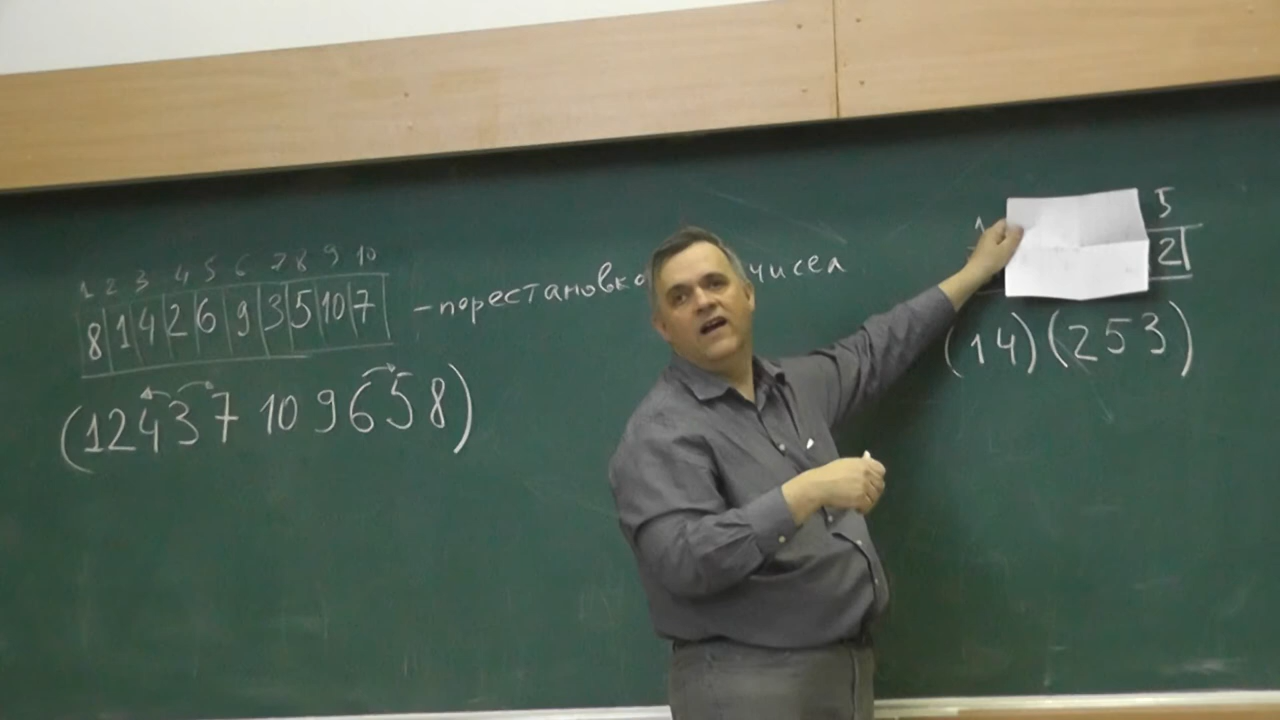 1 2 3 4 5 6 7 8 9 10
8 1 4 2 6 9 3 5 10 7
- перестановка чисел
(1 2 4 3 7 10 9 6 5 8)
1 5
2
(1 4) (2 5 3)